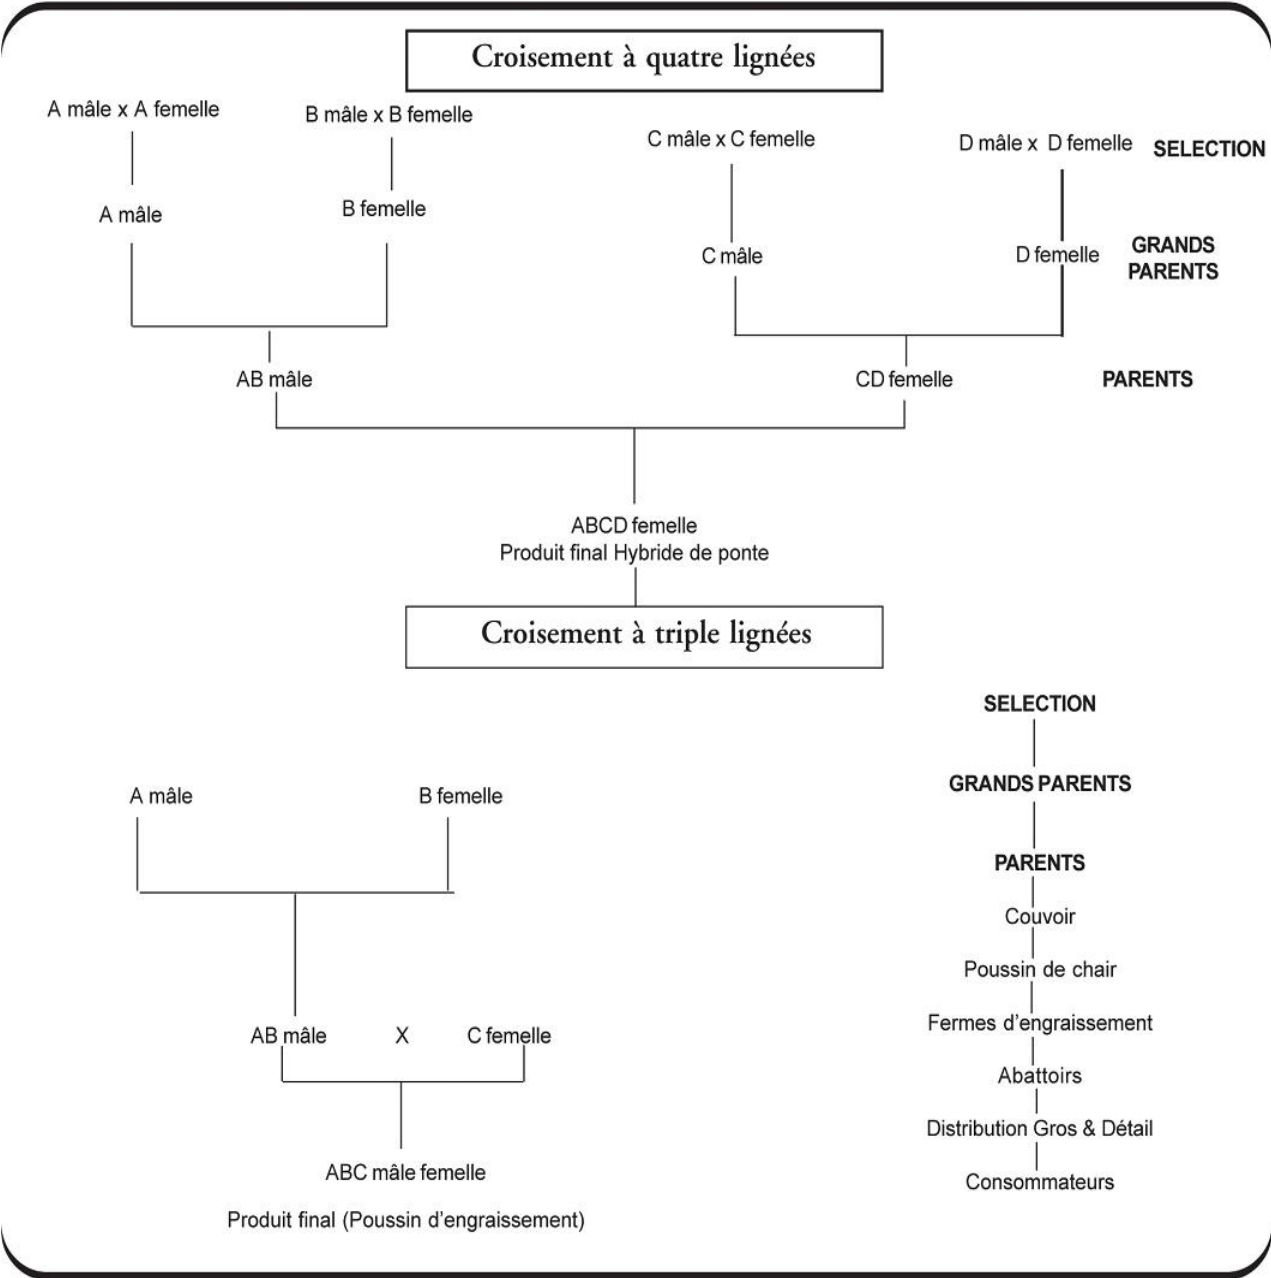 Croisement à quatre lignées
A mâle x A femelle
B mâle x B femelle
C mâle x C femelle
D mâle x D femelle
SELECTION
A mâle
B femelle
C mâle
D femelle
GRANDS
PARENTS
AB mâle
CD femelle
PARENTS
ABCD femelle
Produit final Hybride de ponte
Croisement à triple lignées
A mâle
B femelle
AB mâle X C femelle
ABC mâle femelle
Produit final (Poussin d'engraissement)
SELECTION
GRANDS PARENTS
PARENTS
Couvoir
Poussin de chair
Fermes d'engraissement
Abattoirs
Distribution Gros & Détail
Consommateurs